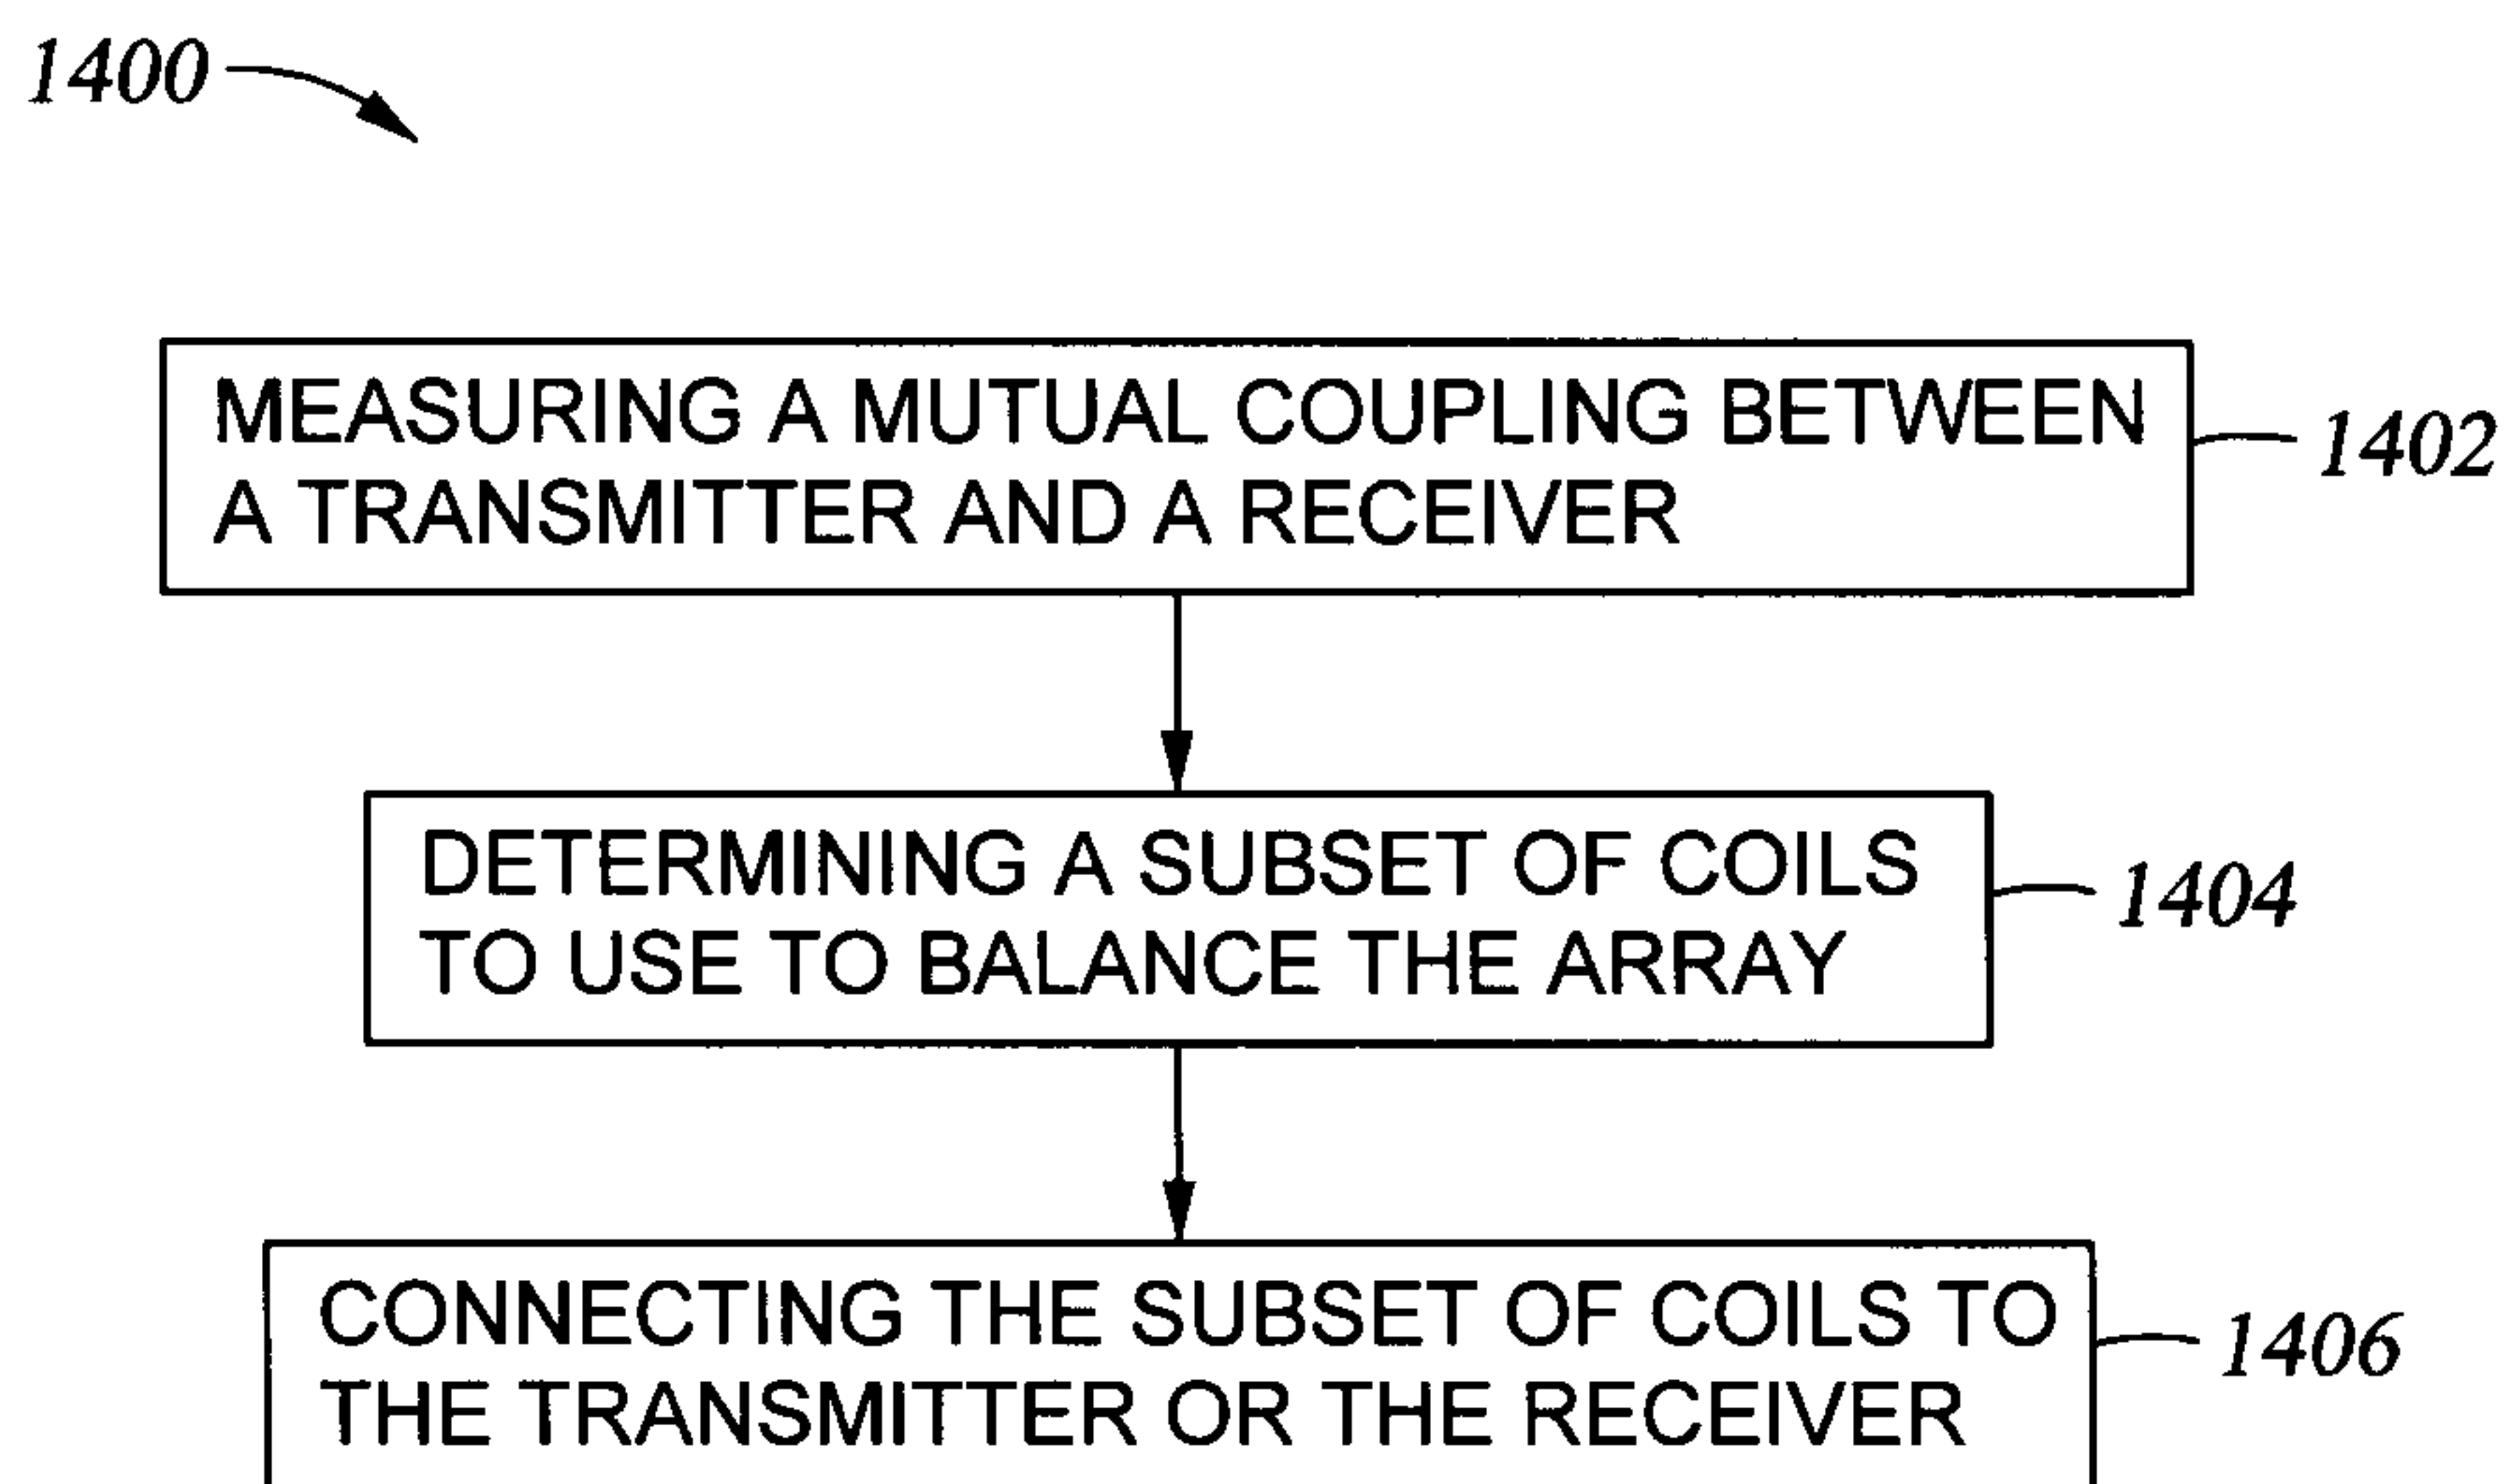 1400
MEASURING A MUTUAL COUPLING BETWEEN
A TRANSMITTER AND A RECEIVER
1402
DETERMINING A SUBSET OF COILS
TO USE TO BALANCE THE ARRAY
1404
CONNECTING THE SUBSET OF COILS TO
THE TRANSMITTER OR THE RECEIVER
1406